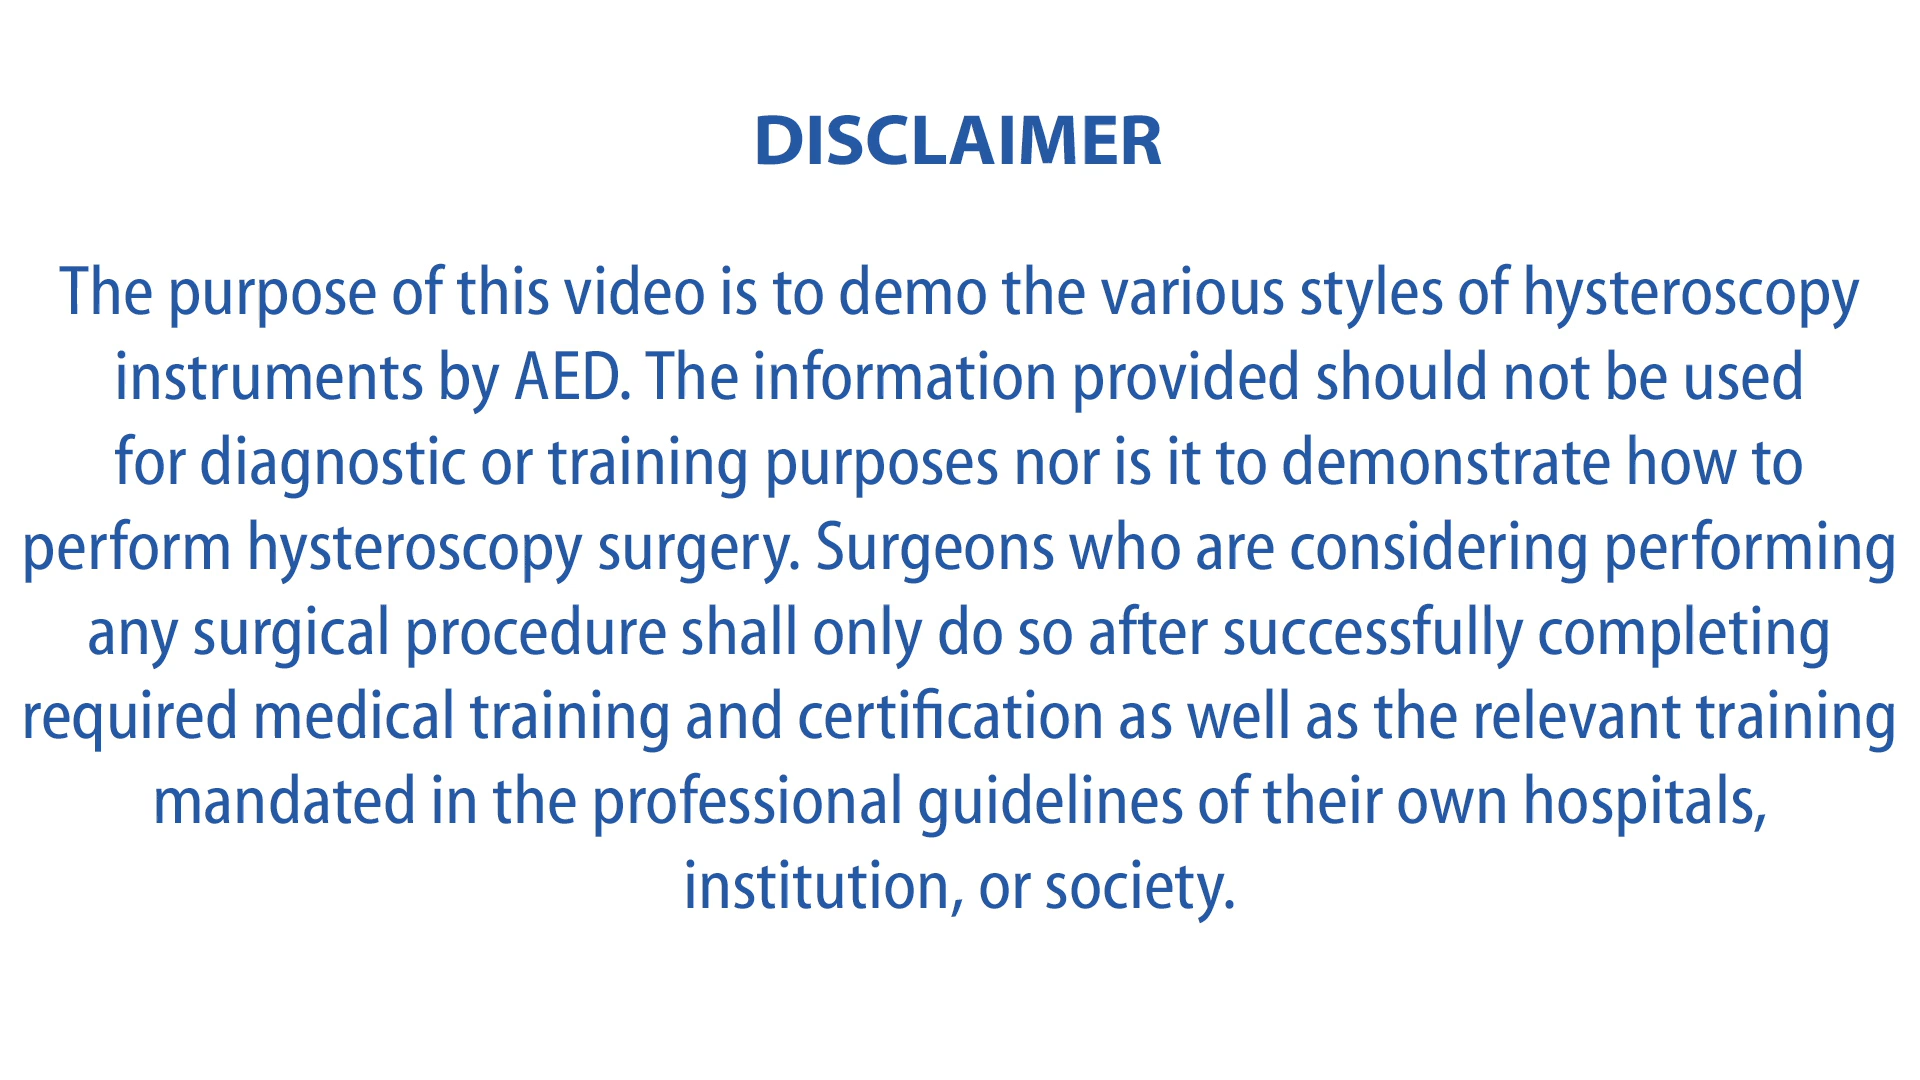 DISCLAIMER
The purpose of this video is to demo the various styles of hysteroscopy
instruments by AED. The information provided should not be used
for diagnostic or training purposes nor is it to demonstrate how to
perform hysteroscopy surgery. Surgeons who are considering performing
any surgical procedure shall only do so after successfully completing
required medical training and certification as well as the relevant training
mandated in the professional guidelines of their own hospitals,
institution, or society.